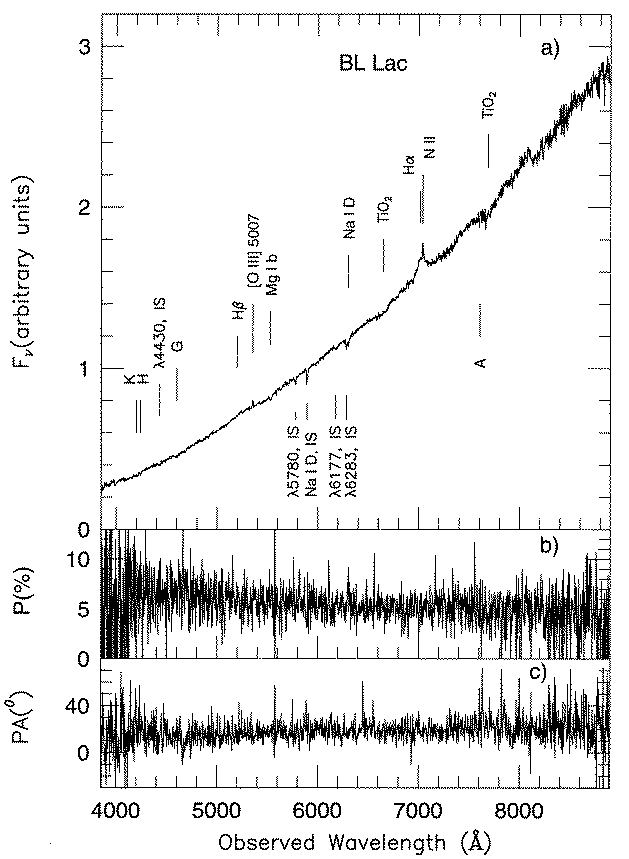 a)
3
BL Lac
TiO2
Hα
N II
2
Na I D
TiO2
[O III] 5007
Mg I b
Hβ
λ4430, IS
G
K
H
A
1
λ5780, IS
Na I D, IS
λ6177, IS
λ6283, IS
Fν(arbitrary units)
0
b)
10
5
P(%)
0
c)
40
PA(⁰)
0
4000 5000 6000 7000 8000
Observed Wavelength (Å)